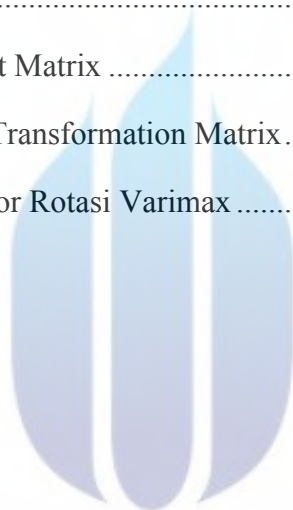 ............................
t Matrix ......................
Transformation Matrix.
or Rotasi Varimax .......